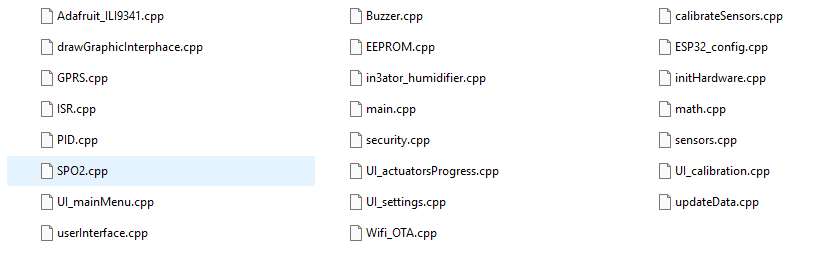 Adafruit_ILI9341.cpp
Buzzer.cpp
calibrateSensors.cpp
drawGraphicInterphace.cpp
EEPROM.cpp
ESP32_config.cpp
GPRS.cpp
in3ator_humidifier.cpp
initHardware.cpp
ISR.cpp
main.cpp
math.cpp
PID.cpp
security.cpp
sensors.cpp
SPO2.cpp
UI_actuatorsProgress.cpp
UI_calibration.cpp
UI_mainMenu.cpp
UI_settings.cpp
updateData.cpp
userInterface.cpp
Wifi_OTA.cpp